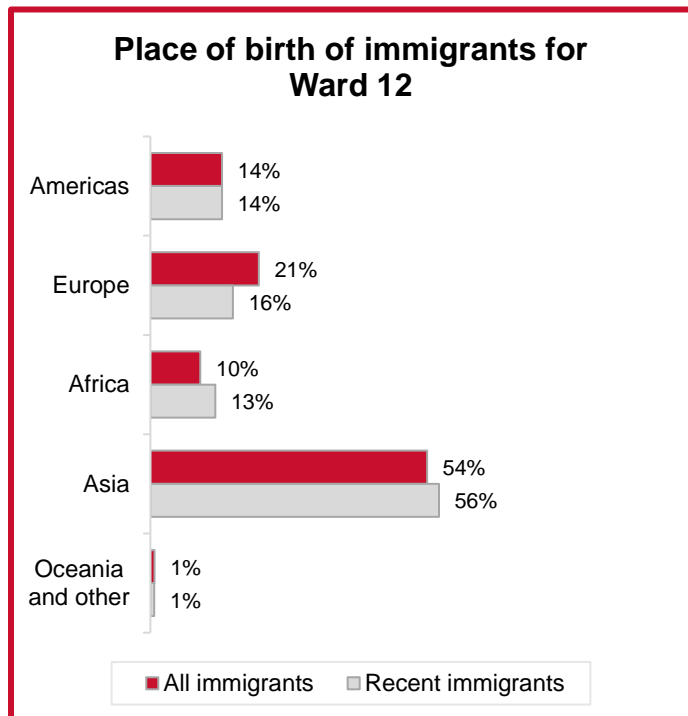 Place of birth of immigrants for
Ward 12
Americas
14%
14%
Europe
21%
16%
Africa
10%
13%
Asia
54%
56%
Oceania
and other
1%
1%
All immigrants
Recent immigrants